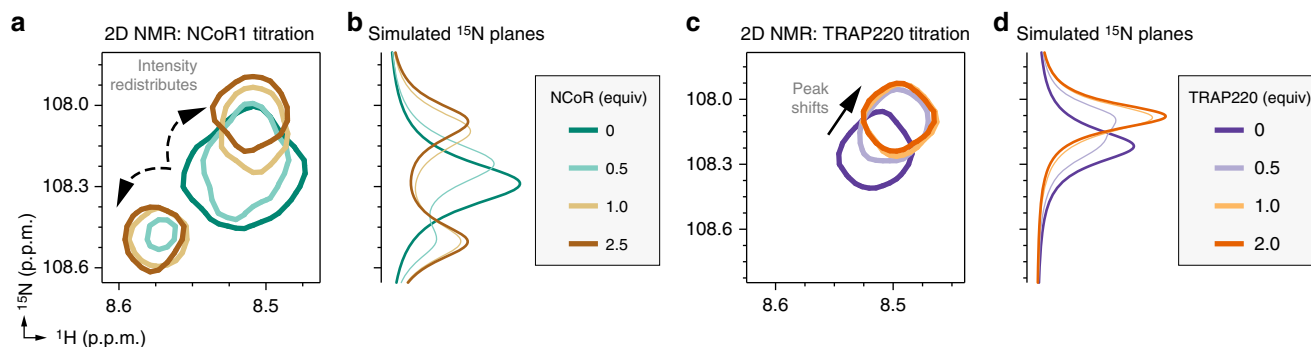 a
2D NMR: NCoR1 titration
Intensity
redistributes
108.0
108.3
108.6
8.6
8.5
¹⁵N (p.p.m.)
¹H (p.p.m.)
b
Simulated ¹⁵N planes
NCoR (equiv)
0
0.5
1.0
2.5
c
2D NMR: TRAP220 titration
Peak
shifts
108.0
108.3
108.6
8.6
8.5
d
Simulated ¹⁵N planes
TRAP220 (equiv)
0
0.5
1.0
2.0